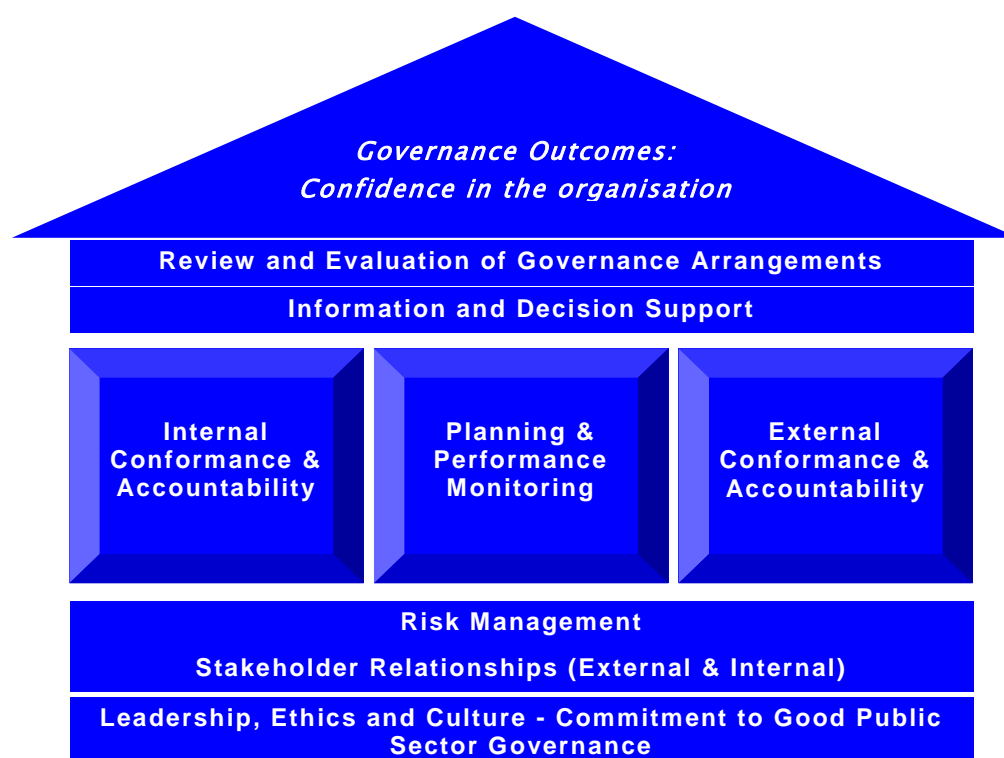 Governance Outcomes:
Confidence in the organisation
Review and Evaluation of Governance Arrangements
Information and Decision Support
Internal
Conformance &
Accountability
Planning &
Performance
Monitoring
External
Conformance &
Accountability
Risk Management
Stakeholder Relationships (External & Internal)
Leadership, Ethics and Culture - Commitment to Good Public
Sector Governance